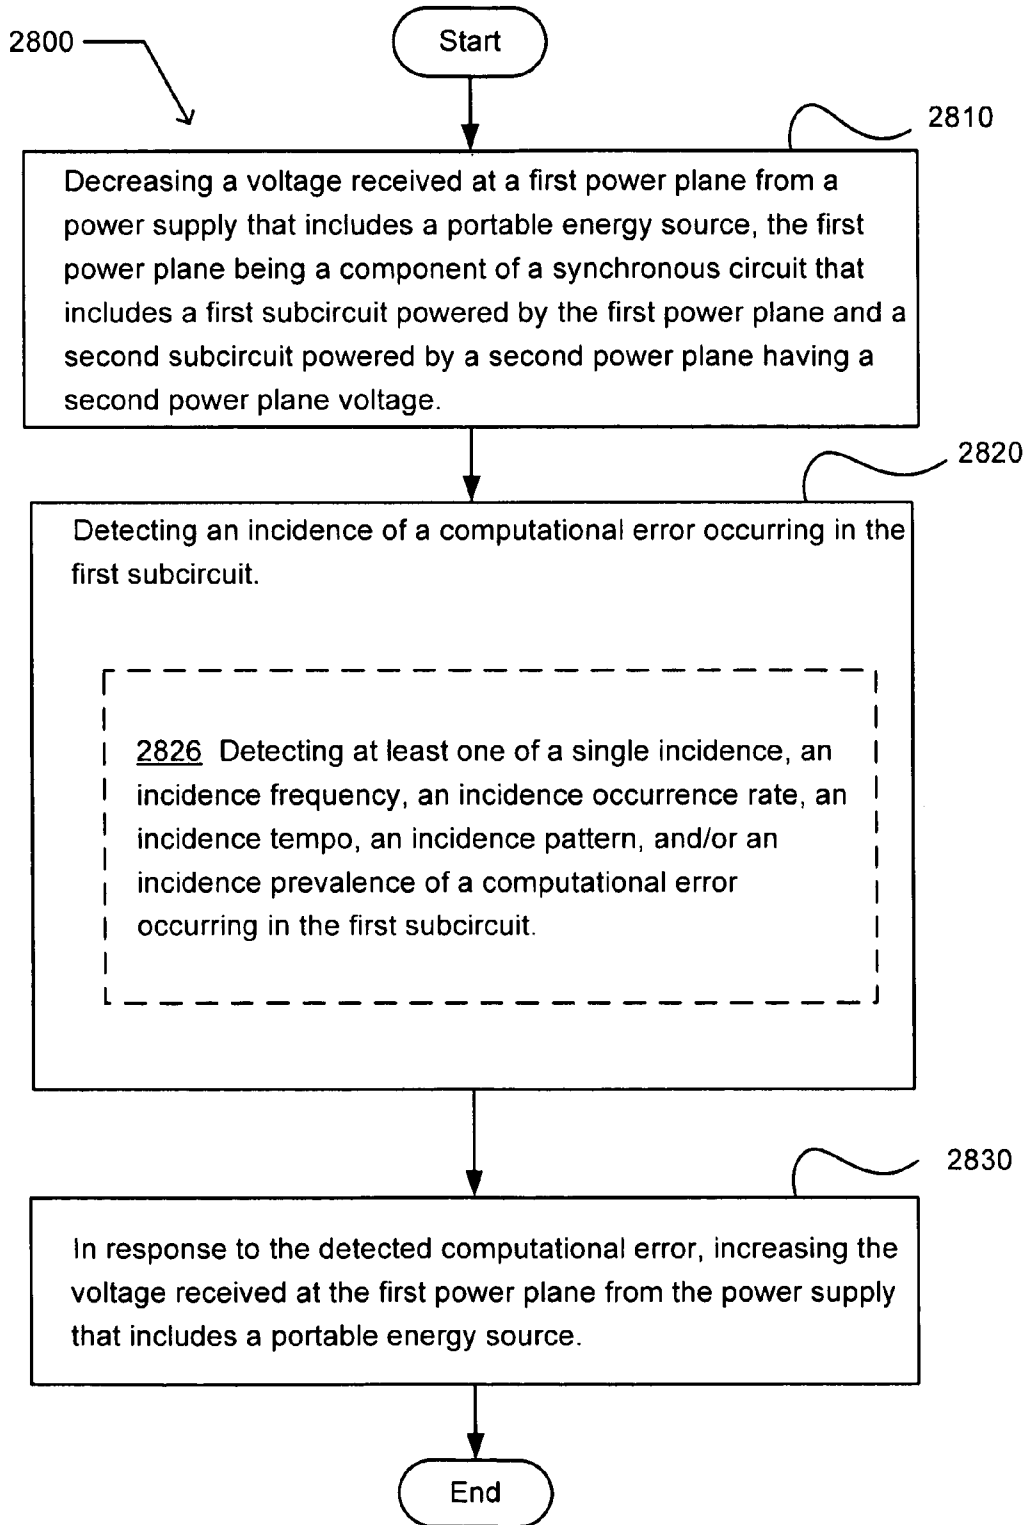 2800
Start
2810
Decreasing a voltage received at a first power plane from a
power supply that includes a portable energy source, the first
power plane being a component of a synchronous circuit that
includes a first subcircuit powered by the first power plane and a
second subcircuit powered by a second power plane having a
second power plane voltage.
2820
Detecting an incidence of a computational error occurring in the
first subcircuit.
2826 Detecting at least one of a single incidence, an
incidence frequency, an incidence occurrence rate, an
incidence tempo, an incidence pattern, and/or an
incidence prevalence of a computational error
occurring in the first subcircuit.
2830
In response to the detected computational error, increasing the
voltage received at the first power plane from the power supply
that includes a portable energy source.
End